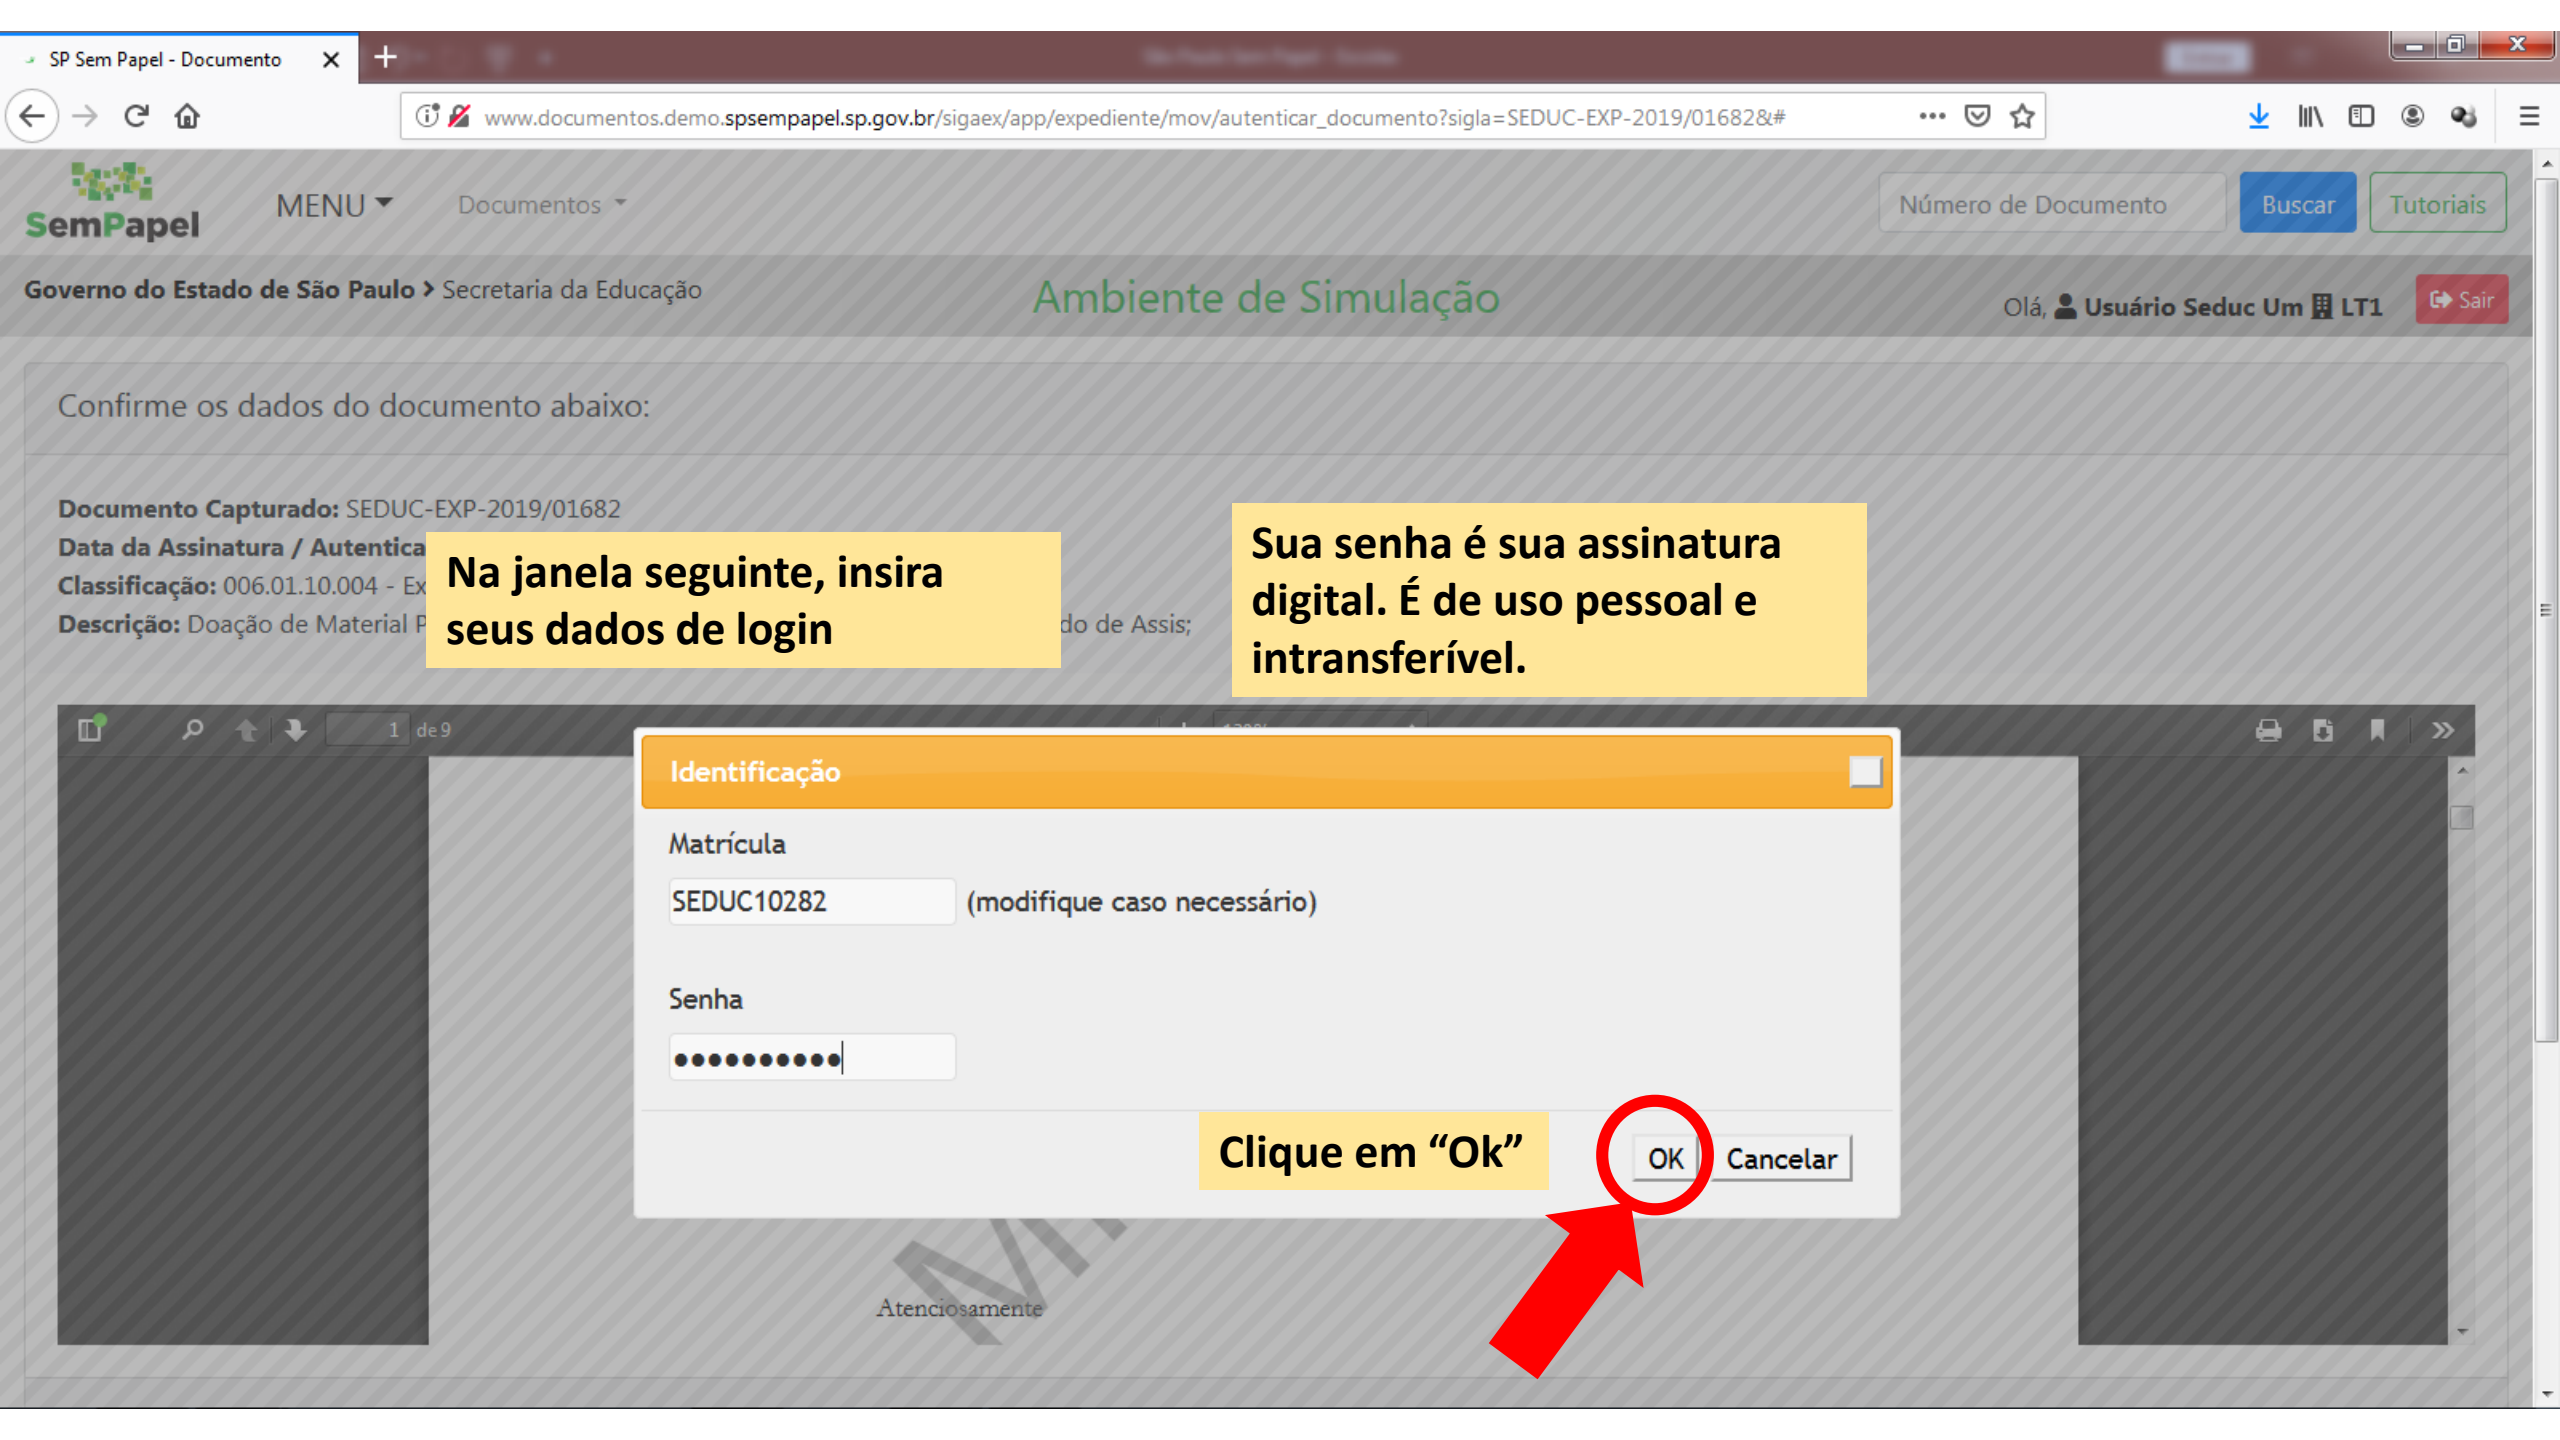 SP Sem Papel - Documento
www.documentos.demo.spsempapel.sp.gov.br/sigaex/app/expediente/mov/autenticar_documento?sigla=SEDUC-EXP-2019/01682&#
SemPapel
MENU
Documentos
Número de Documento
Buscar
Tutoriais
Governo do Estado de São Paulo > Secretaria da Educação
Ambiente de Simulação
Olá, Usuário Seduc Um LT1
Sair
Confirme os dados do documento abaixo:
Documento Capturado: SEDUC-EXP-2019/01682
Data da Assinatura / Autentica
Classificação: 006.01.10.004 - Ex
Descrição: Doação de Material P
do de Assis;
Na janela seguinte, insira
seus dados de login
Sua senha é sua assinatura
digital. É de uso pessoal e
intransferível.
1 de 9
Identificação
Matrícula
SEDUC10282 (modifique caso necessário)
Senha
Clique em “Ok”
OK
Cancelar
Atenciosamente